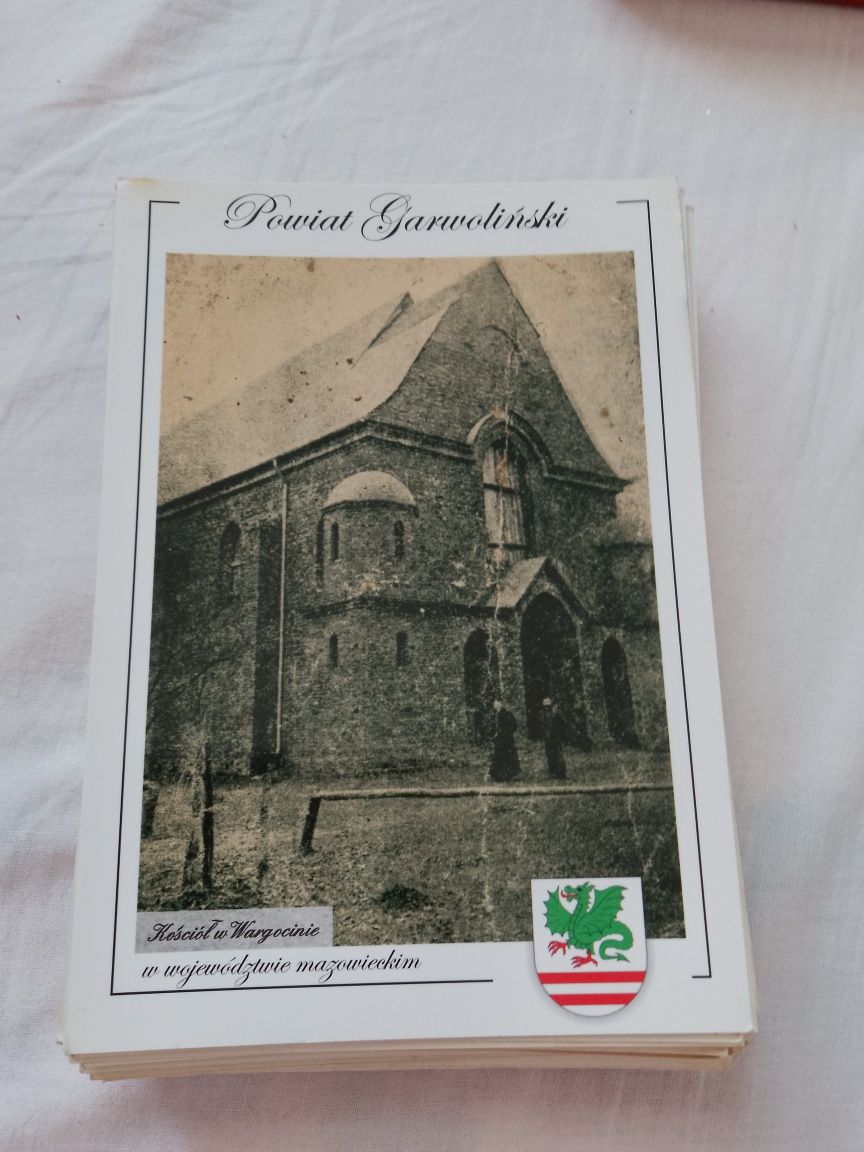 Powiat Garwoliński
Kościół w Wargocinie
w województwie mazowieckim